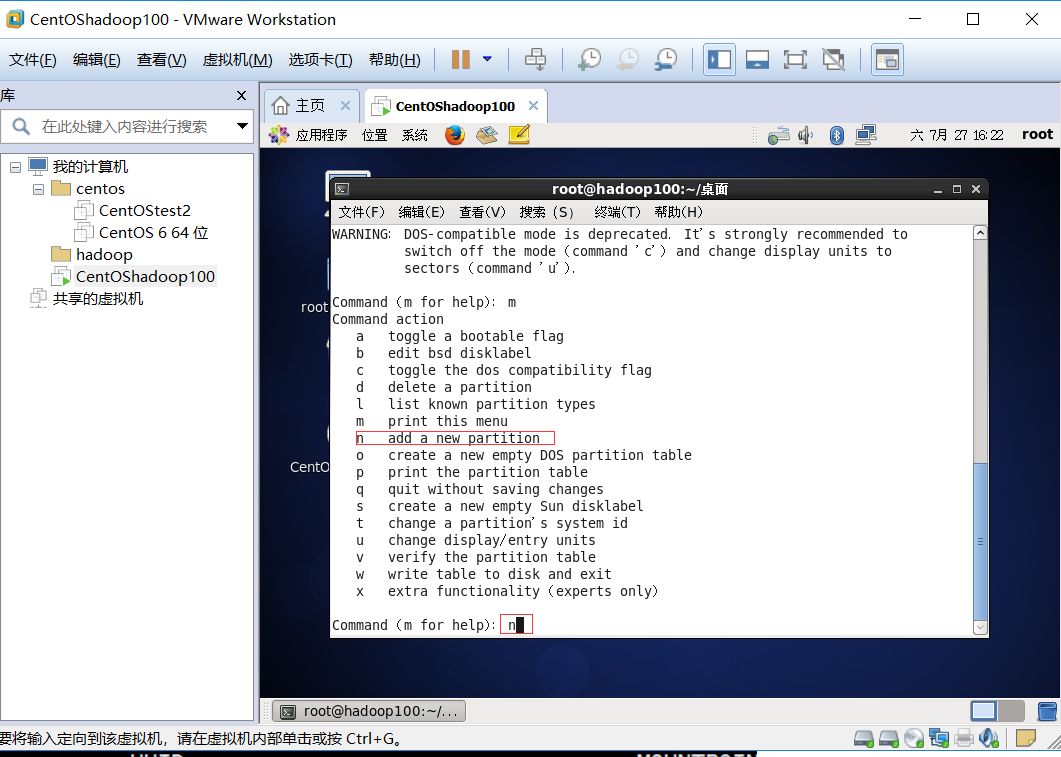 CentOShadoop100 - VMware Workstation
文件(F) 编辑(E) 查看(V) 虚拟机(M) 选项卡(T) 帮助(H)
库
在此处键入内容进行搜索
我的计算机
centos
CentOStest2
CentOS 6 64 位
hadoop
CentOShadoop100
共享的虚拟机
主页 CentOShadoop100
应用程序 位置 系统 六 7月 27 16:22 root
root
CentO
root@hadoop100:~/桌面
文件(F) 编辑(E) 查看(V) 搜索 (S) 终端(T) 帮助(H)
WARNING: DOS-compatible mode is deprecated. It's strongly recommended to
switch off the mode (command 'c') and change display units to
sectors (command 'u').
Command (m for help): m
Command action
a toggle a bootable flag
b edit bsd disklabel
c toggle the dos compatibility flag
d delete a partition
l list known partition types
m print this menu
n add a new partition
o create a new empty DOS partition table
p print the partition table
q quit without saving changes
s create a new empty Sun disklabel
t change a partition's system id
u change display/entry units
v verify the partition table
w write table to disk and exit
x extra functionality (experts only)
Command (m for help): n
root@hadoop100:~/...
要将输入定向到该虚拟机，请在虚拟机内部单击或按 Ctrl+G。